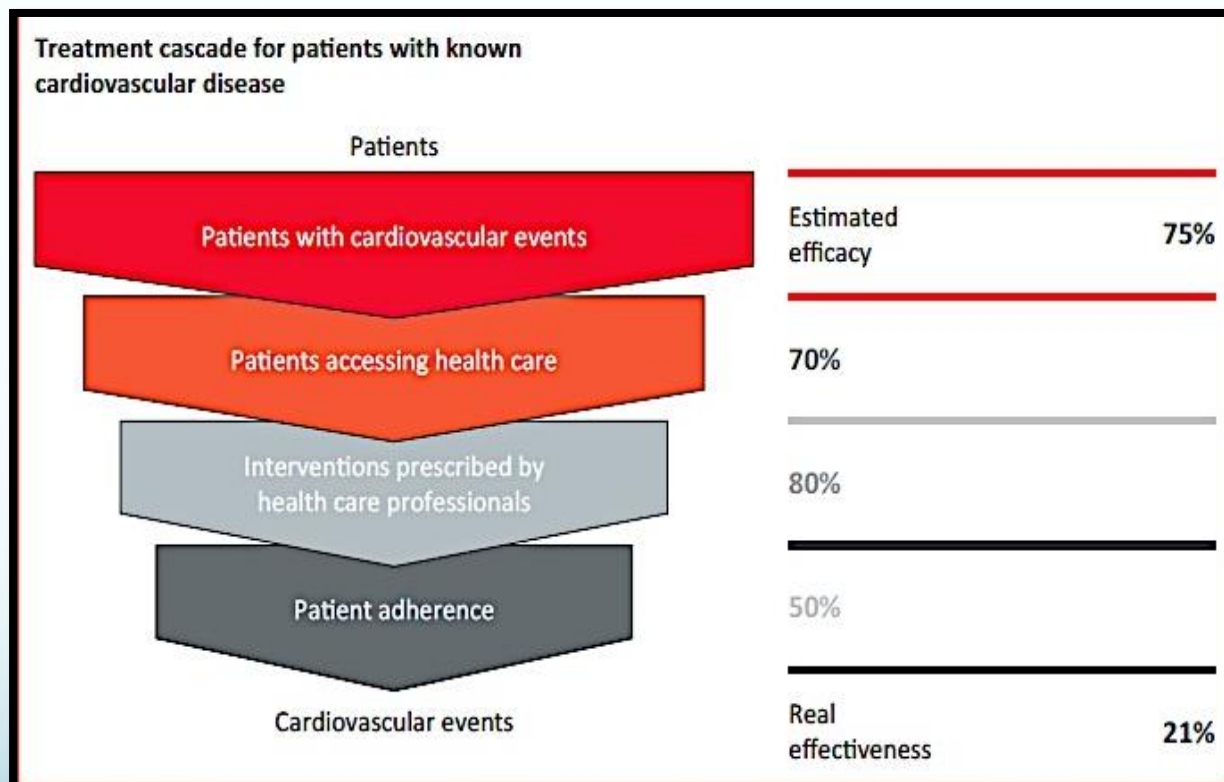 Treatment cascade for patients with known
cardiovascular disease
Patients
Patients with cardiovascular events
Estimated
efficacy
75%
Patients accessing health care
70%
Interventions prescribed by
health care professionals
80%
Patient adherence
50%
Cardiovascular events
Real
effectiveness
21%